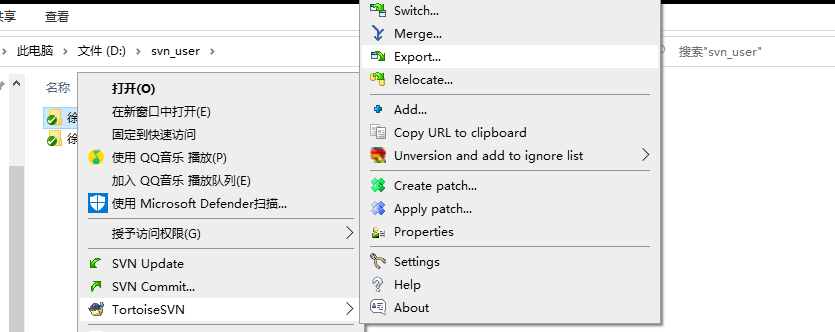 共享
查看
Switch...
Merge...
此电脑
文件 (D:)
svn_user
Export...
搜索"svn_user"
Relocate...
名称
打开(O)
在新窗口中打开(E)
固定到快速访问
使用 QQ音乐 播放(P)
加入 QQ音乐 播放队列(E)
使用 Microsoft Defender扫描...
授予访问权限(G)
SVN Update
SVN Commit...
TortoiseSVN
徐
徐
Add...
Copy URL to clipboard
Unversion and add to ignore list
Create patch...
Apply patch...
Properties
Settings
Help
About